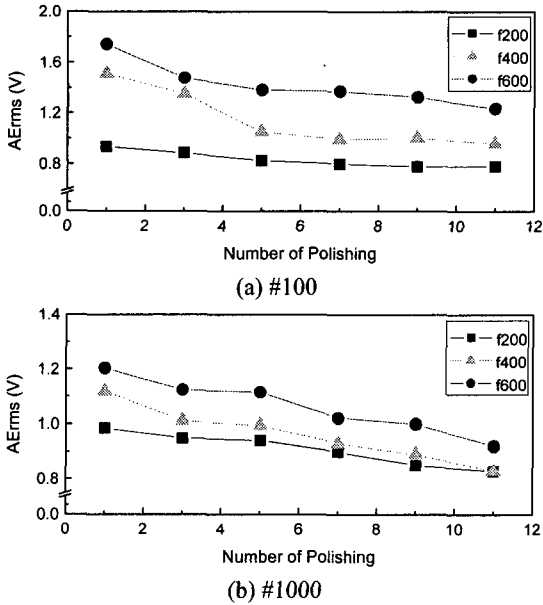 2.0
1.6
1.2
0.8
0.0
AErms (V)
f200
f400
f600
0 2 4 6 8 10 12
Number of Polishing
(a) #100
1.4
1.2
1.0
0.8
0.0
AErms (V)
f200
f400
f600
0 2 4 6 8 10 12
Number of Polishing
(b) #1000